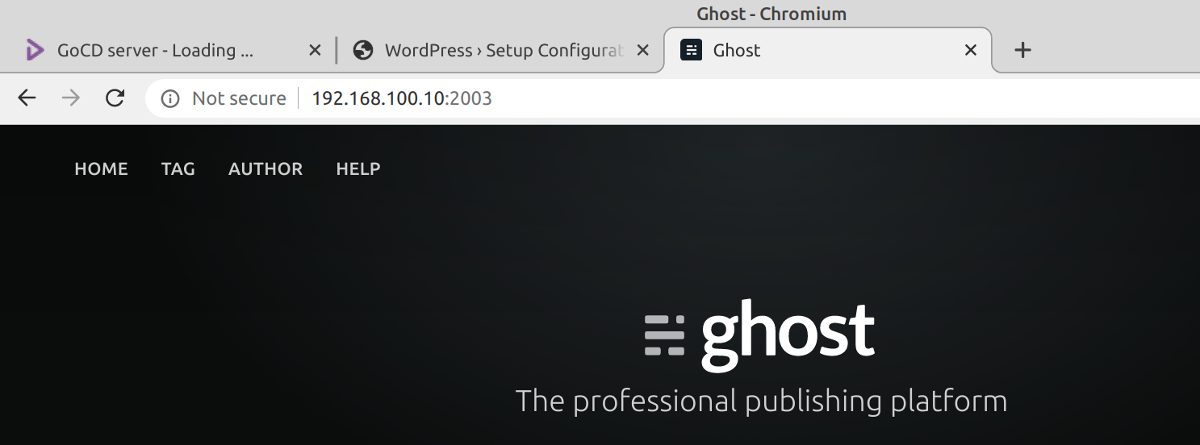 Ghost - Chromium
GoCD server - Loading ...
WordPress › Setup Configurat
Ghost
Not secure
192.168.100.10:2003
HOME TAG AUTHOR HELP
ghost
The professional publishing platform